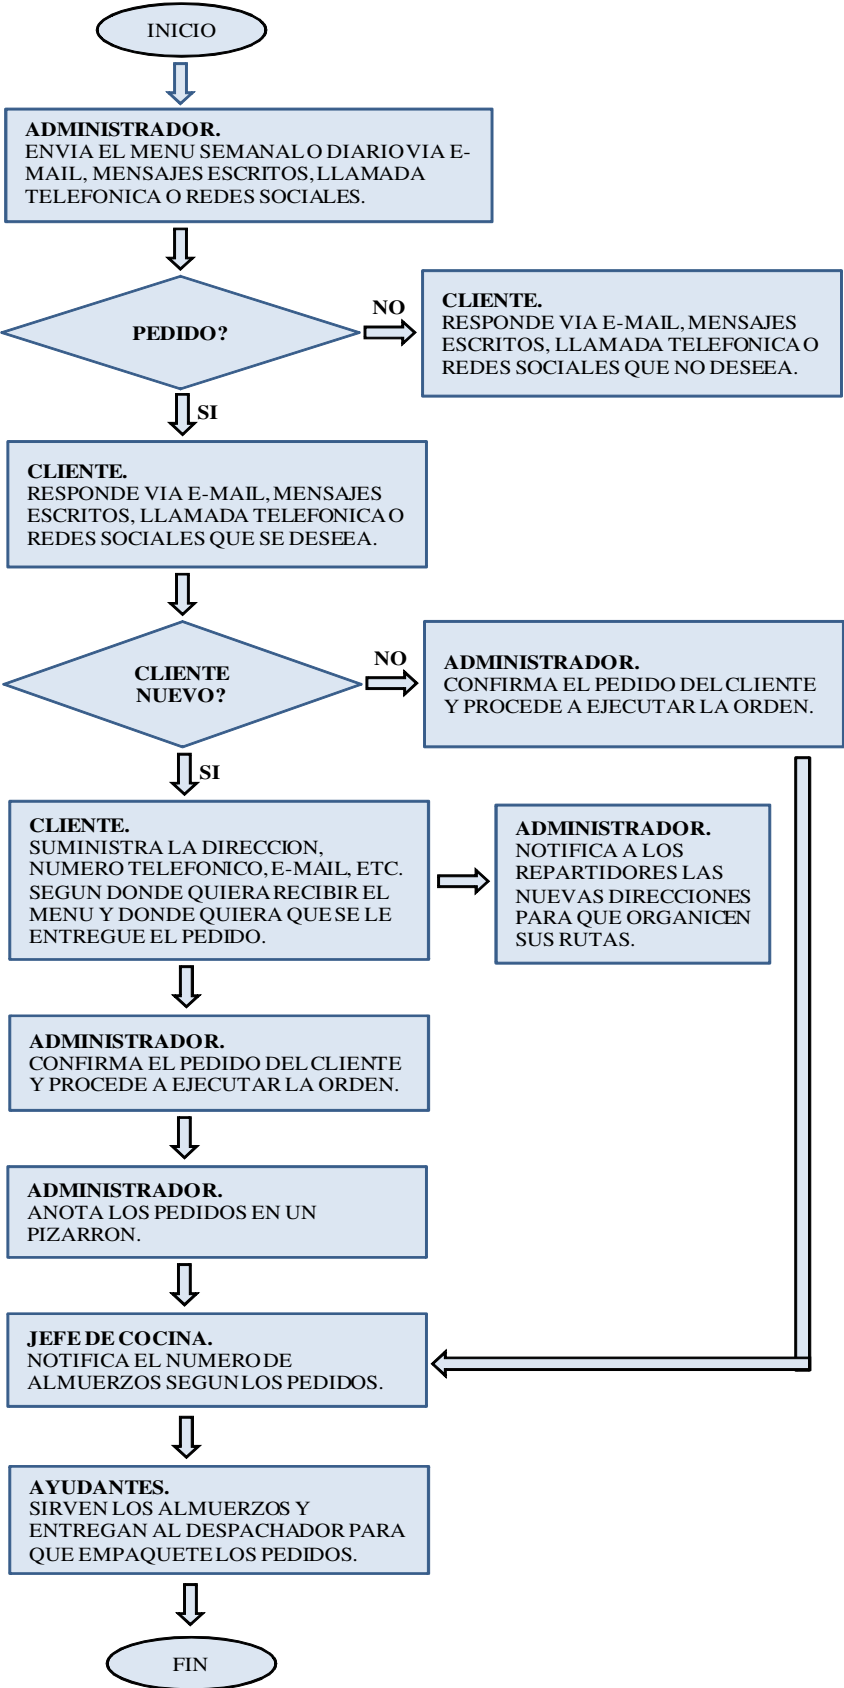 INICIO
ADMINISTRADOR.
ENVIA EL MENU SEMANAL O DIARIO VIA E-
MAIL, MENSAJES ESCRITOS, LLAMADA
TELEFONICA O REDES SOCIALES.
PEDIDO?
NO
CLIENTE.
RESPONDE VIA E-MAIL, MENSAJES
ESCRITOS, LLAMADA TELEFONICA O
REDES SOCIALES QUE NO DESEEA.
SI
CLIENTE.
RESPONDE VIA E-MAIL, MENSAJES
ESCRITOS, LLAMADA TELEFONICA O
REDES SOCIALES QUE SE DESEEA.
CLIENTE
NUEVO?
NO
ADMINISTRADOR.
CONFIRMA EL PEDIDO DEL CLIENTE
Y PROCEDE A EJECUTAR LA ORDEN.
SI
CLIENTE.
SUMINISTRA LA DIRECCION,
NUMERO TELEFONICO, E-MAIL, ETC.
SEGUN DONDE QUIERA RECIBIR EL
MENU Y DONDE QUIERA QUE SE LE
ENTREGUE EL PEDIDO.
ADMINISTRADOR.
NOTIFICA A LOS
REPARTIDORES LAS
NUEVAS DIRECCIONES
PARA QUE ORGANICEN
SUS RUTAS.
ADMINISTRADOR.
CONFIRMA EL PEDIDO DEL CLIENTE
Y PROCEDE A EJECUTAR LA ORDEN.
ADMINISTRADOR.
ANOTA LOS PEDIDOS EN UN
PIZARRON.
JEFE DE COCINA.
NOTIFICA EL NUMERO DE
ALMUERZOS SEGUN LOS PEDIDOS.
AYUDANTES.
SIRVEN LOS ALMUERZOS Y
ENTREGAN AL DESPACHADOR PARA
QUE EMPAQUETE LOS PEDIDOS.
FIN